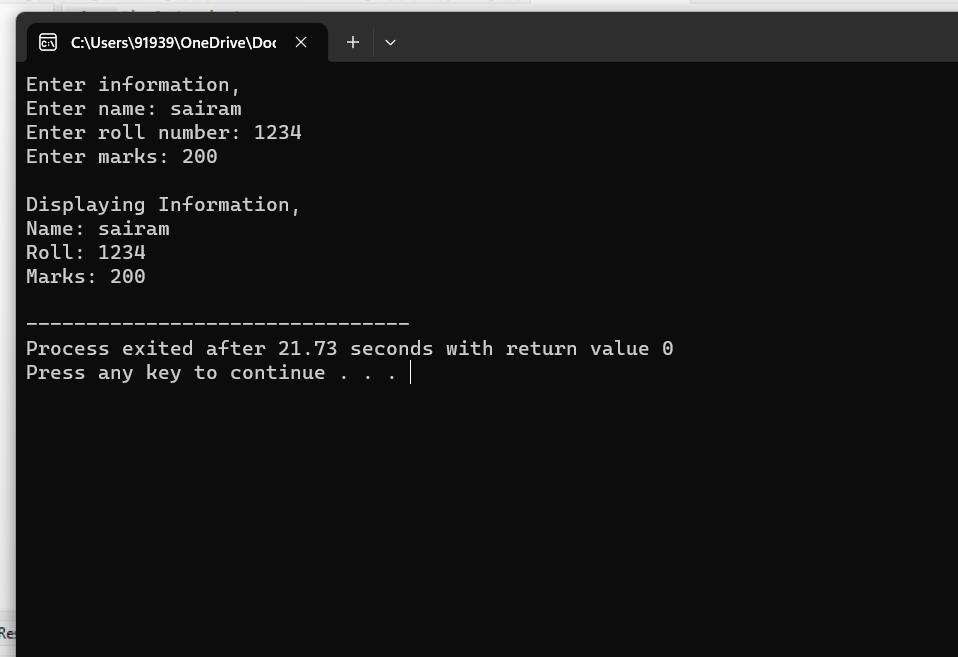 C:\Users\91939\OneDrive\Doc
Enter information,
Enter name: sairam
Enter roll number: 1234
Enter marks: 200
Displaying Information,
Name: sairam
Roll: 1234
Marks: 200
--------------------------------
Process exited after 21.73 seconds with return value 0
Press any key to continue . . .
Res